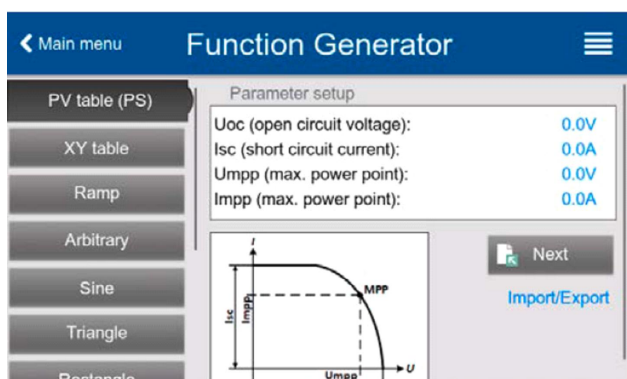 Main menu
Function Generator
PV table (PS)
XY table
Ramp
Arbitrary
Sine
Triangle
Rectangle
Parameter setup
Uoc (open circuit voltage): 0.0V
Isc (short circuit current): 0.0A
Umpp (max. power point): 0.0V
Impp (max. power point): 0.0A
I
Isc
Impp
MPP
Umpp
U
Next
Import/Export